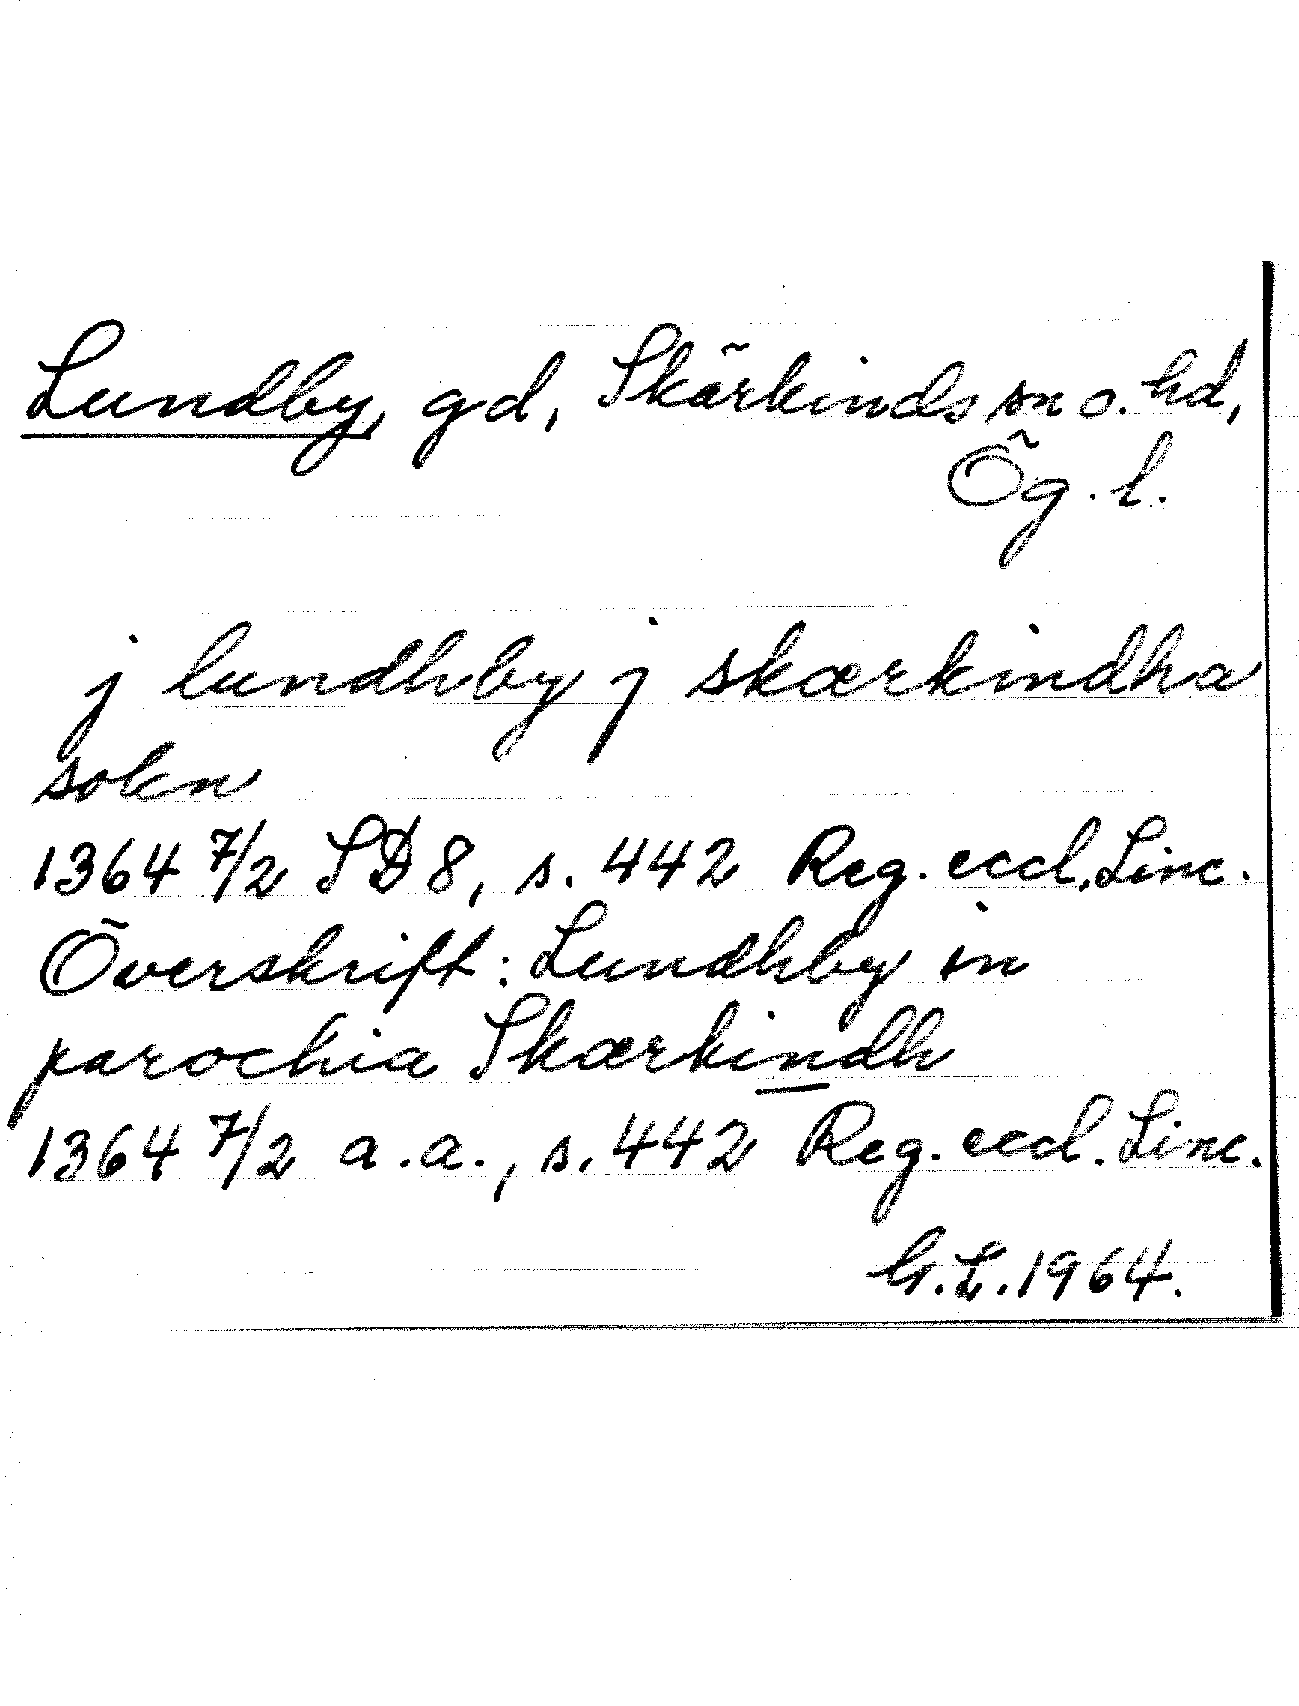 Lundby, gd, Skärkinds sn o. hd,
Ög. l.
j lundhby j skærkindha
sokn
1364 7/2 SD 8, s. 442 Reg. eccl. Linc.
Överskrift: Lundhby in
parochia Skærkindh
1364 7/2 a.a., s. 442 Reg. eccl. Linc.
G.L. 1964.